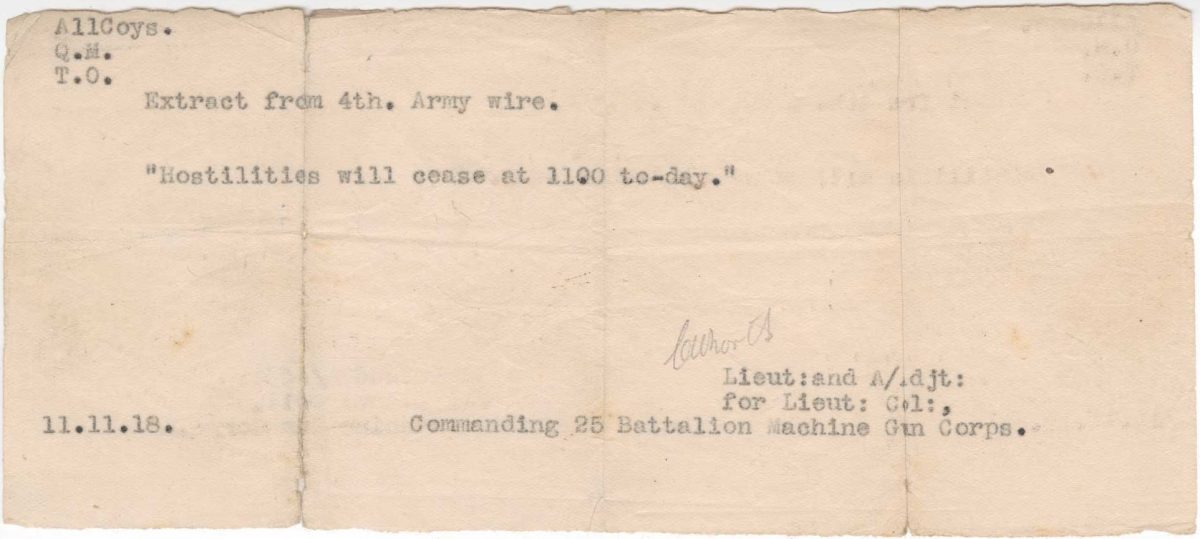 AllCoys.
Q.M.
T.O.
Extract from 4th. Army wire.
"Hostilities will cease at 1100 to-day."
Lieut:and A/Adjt:
for Lieut: Col:,
11.11.18. Commanding 25 Battalion Machine Gun Corps.